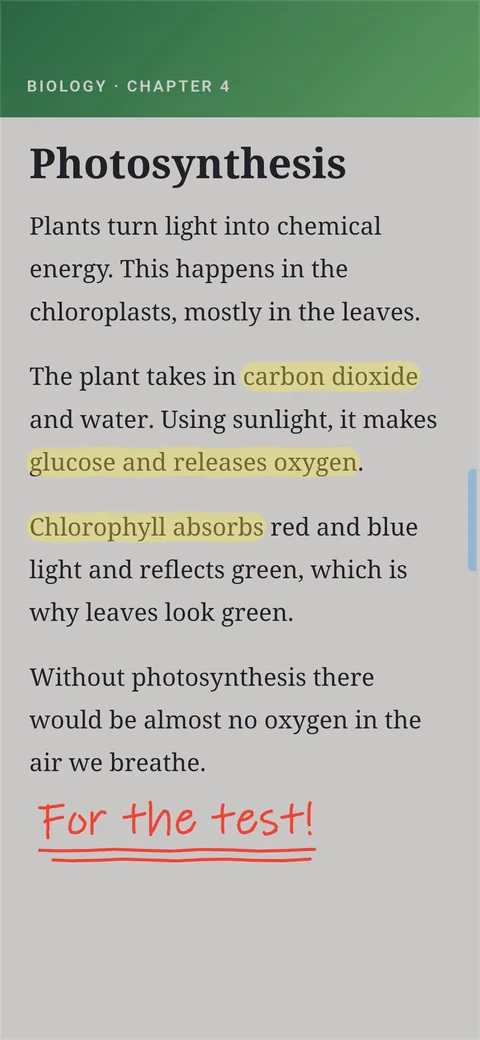 BIOLOGY · CHAPTER 4
Photosynthesis
Plants turn light into chemical
energy. This happens in the
chloroplasts, mostly in the leaves.
The plant takes in carbon dioxide
and water. Using sunlight, it makes
glucose and releases oxygen.
Chlorophyll absorbs red and blue
light and reflects green, which is
why leaves look green.
Without photosynthesis there
would be almost no oxygen in the
air we breathe.
For the test!